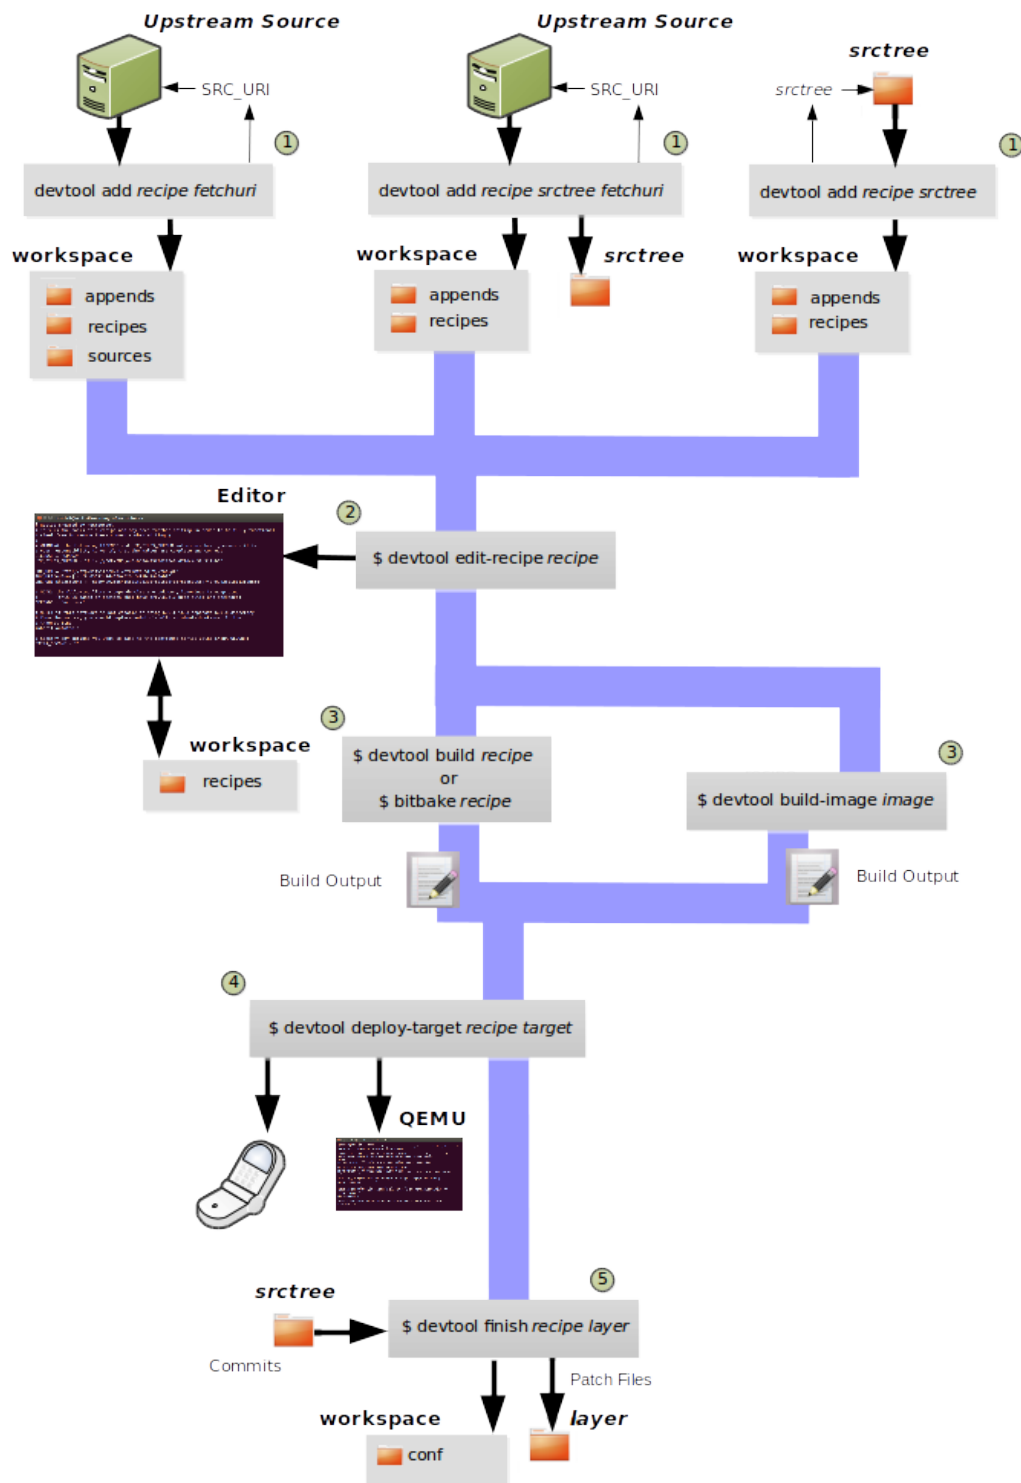 Upstream Source
Upstream Source
srctree
SRC_URI
SRC_URI
srctree
1
1
1
devtool add recipe fetchuri
devtool add recipe srctree fetchuri
devtool add recipe srctree
workspace
appends
recipes
sources
workspace
appends
recipes
srctree
workspace
appends
recipes
Editor
2
$ devtool edit-recipe recipe
workspace
recipes
3
$ devtool build recipe
or
$ bitbake recipe
3
$ devtool build-image image
Build Output
Build Output
4
$ devtool deploy-target recipe target
QEMU
5
srctree
$ devtool finish recipe layer
Commits
Patch Files
workspace
conf
layer